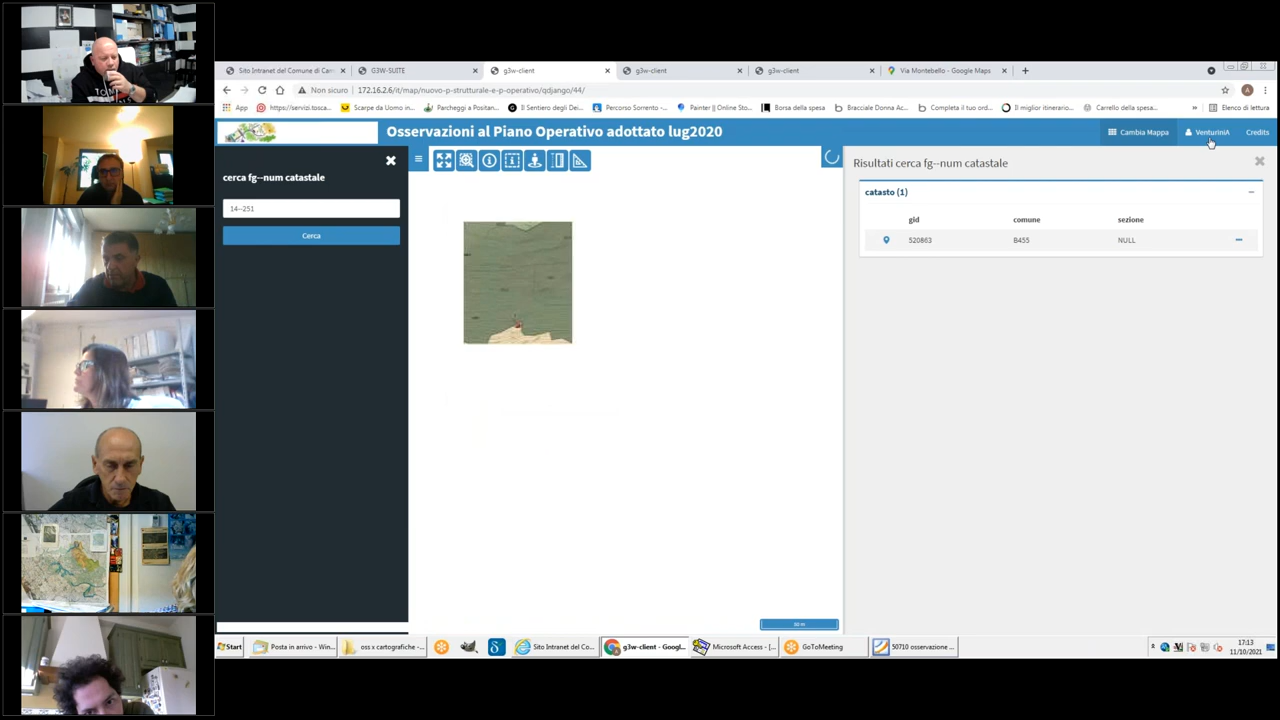 Sito Intranet del Comune di Can
G3W-SUITE
g3w-client
g3w-client
g3w-client
Via Montebello - Google Maps
Non sicuro
172.16.2.6/it/map/nuovo-p-strutturale-e-p-operativo/qdjango/44/
App
https://servizi.tosca...
Scarpe da Uomo in...
Parcheggi a Positan...
Il Sentiero degli Dei...
Percorso Sorrento -...
Painter || Online Sto...
Borsa della spesa
Bracciale Donna Ac...
Completa il tuo ord...
Il miglior itinerario...
Carrello della spesa...
»
Elenco di lettura
Osservazioni al Piano Operativo adottato lug2020
Cambia Mappa
VenturiniA
Credits
cerca fg--num catastale
14--251
Cerca
Risultati cerca fg--num catastale
catasto (1)
gid comune sezione
520863 B455 NULL
50 m
Start
Posta in arrivo - Win...
oss x cartografiche -...
Sito Intranet del Co...
g3w-client - Googl...
Microsoft Access - [...
GoToMeeting
50710 osservazione ...
17:13
11/10/2021